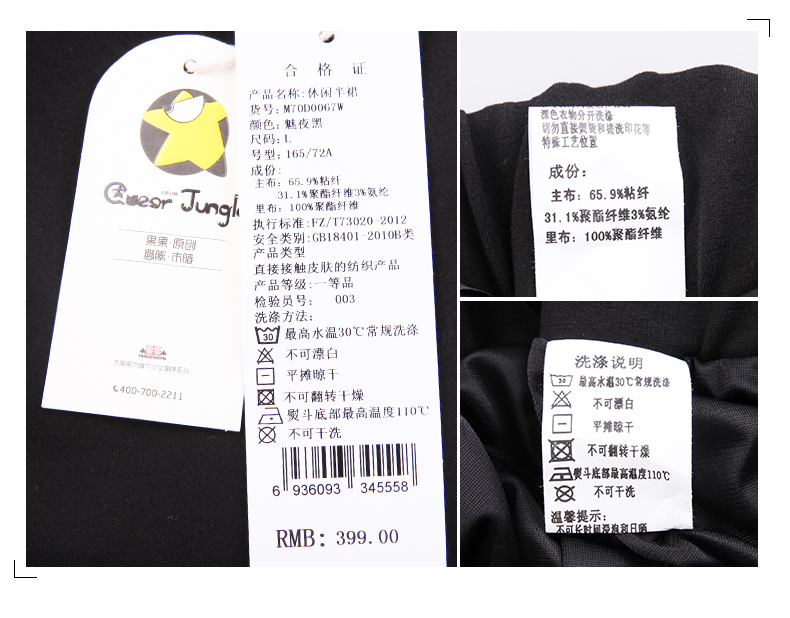 Queer Jungle
果果·原创
邂隂·市陌
400-700-2211
合 格 证
产品名称:休闲半裙
货号:M70D0067W
颜色:魅夜黑
尺码:L
号型:165/72A
成份:
主布:65.9%粘纤
31.1%聚酯纤维3%氨纶
里布:100%聚酯纤维
执行标准:FZ/T73020-2012
安全类别:GB18401-2010B类
产品类型
直接接触皮肤的纺织产品
产品等级:一等品
检验员号: 003
洗涤方法:
30
最高水温30℃常规洗涤
不可漂白
平摊晾干
不可翻转干燥
熨斗底部最高温度110℃
不可干洗
6 936093 345558
RMB: 399.00
深色衣物分开洗涤
切勿直接熨烫和搓洗印花等
特殊工艺位置
成份:
主布:65.9%粘纤
31.1%聚酯纤维3%氨纶
里布:100%聚酯纤维
洗涤说明
30
最高水温30℃常规洗涤
不可漂白
平摊晾干
不可翻转干燥
熨斗底部最高温度110℃
不可干洗
温馨提示:
不可长时间浸泡和日晒